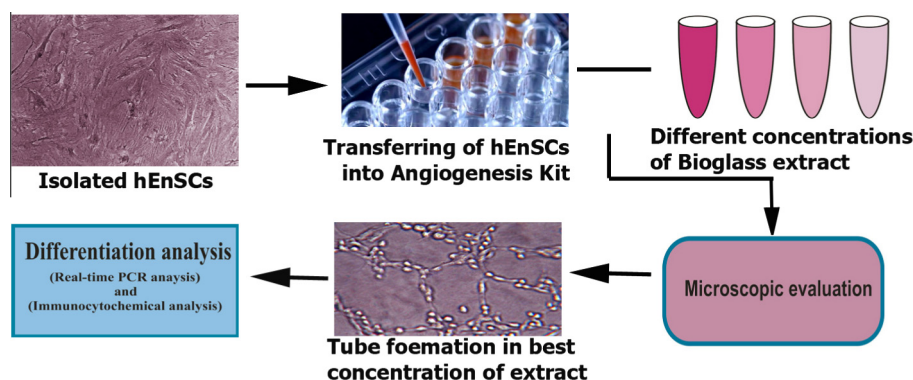 Isolated hEnSCs
Transferring of hEnSCs
into Angiogenesis Kit
Different concentrations
of Bioglass extract
Microscopic evaluation
Tube foemation in best
concentration of extract
Differentiation analysis
(Real-time PCR anaysis)
and
(Immunocytochemical analysis)